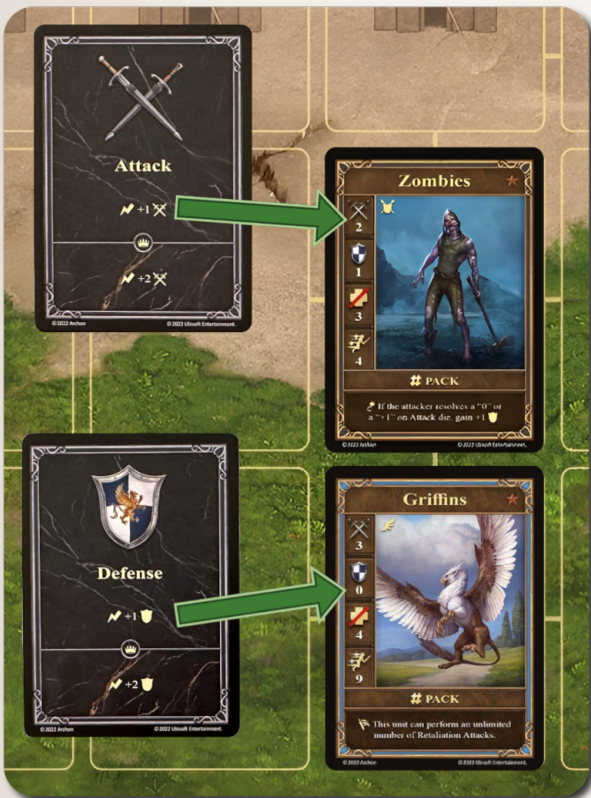 Attack
+1
+2
© 2022 Archon © 2022 Ubisoft Entertainment.
Zombies
2
1
3
4
# PACK
If the attacker resolves a "0" or
a "+1" on Attack die, gain +1
© 2022 Archon © 2022 Ubisoft Entertainment.
Defense
+1
+2
© 2022 Archon © 2022 Ubisoft Entertainment.
Griffins
3
0
4
9
# PACK
This unit can perform an unlimited
number of Retaliation Attacks.
© 2022 Archon © 2022 Ubisoft Entertainment.